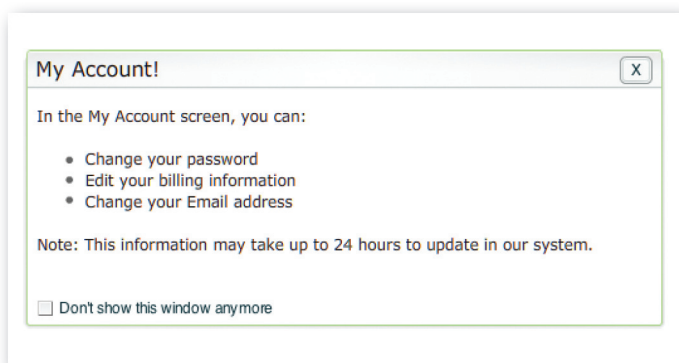 My Account!
X
In the My Account screen, you can:
• Change your password
• Edit your billing information
• Change your Email address
Note: This information may take up to 24 hours to update in our system.
Don't show this window anymore